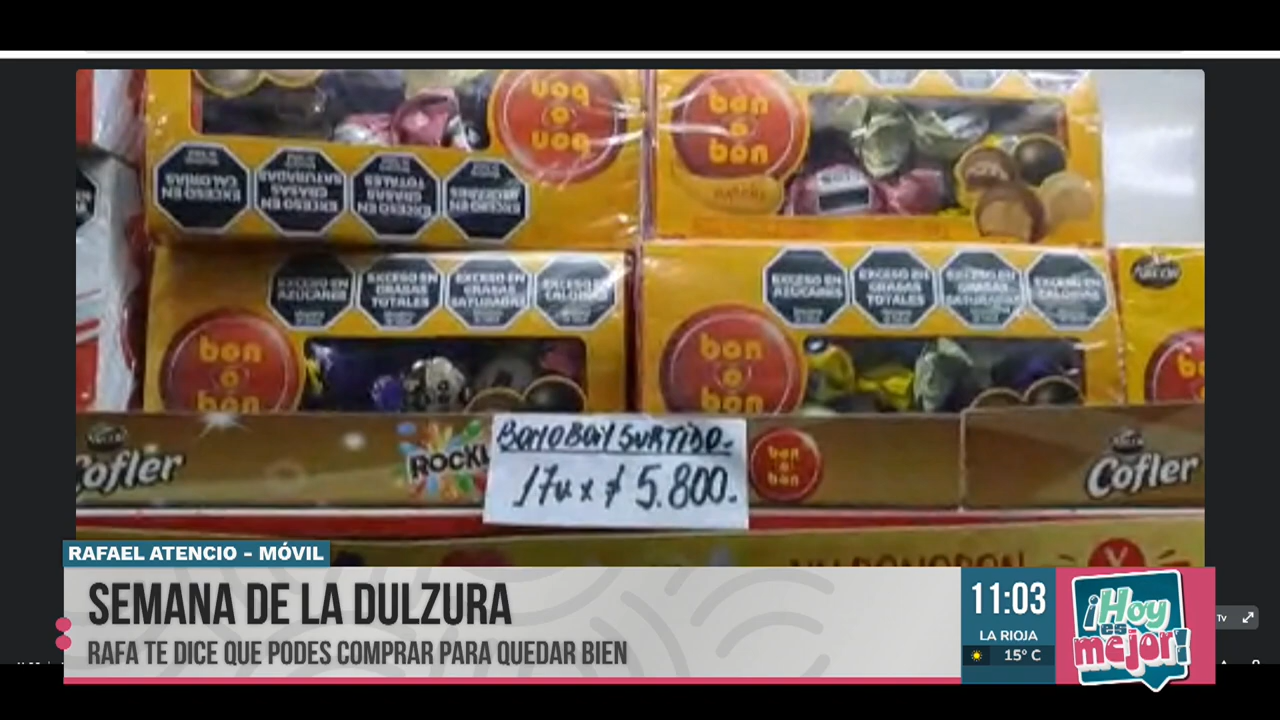 bon
o
bon
bon
o
bon
EXCESO EN
CALORÍAS
EXCESO EN
GRASAS
SATURADAS
EXCESO EN
GRASAS
TOTALES
EXCESO EN
AZÚCARES
EXCESO EN
AZÚCARES
EXCESO EN
GRASAS
TOTALES
EXCESO EN
GRASAS
SATURADAS
EXCESO EN
CALORÍAS
EXCESO EN
AZÚCARES
EXCESO EN
GRASAS
TOTALES
EXCESO EN
GRASAS
SATURADAS
EXCESO EN
CALORÍAS
bon
o
bon
bon
o
bon
Cofler
BONOBON SURTIDO.-
17u x $ 5.800.-
bon
o
bon
Cofler
RAFAEL ATENCIO - MÓVIL
SEMANA DE LA DULZURA
RAFA TE DICE QUE PODES COMPRAR PARA QUEDAR BIEN
11:03
LA RIOJA
15° C
¡Hoy
es
mejor!
Tv